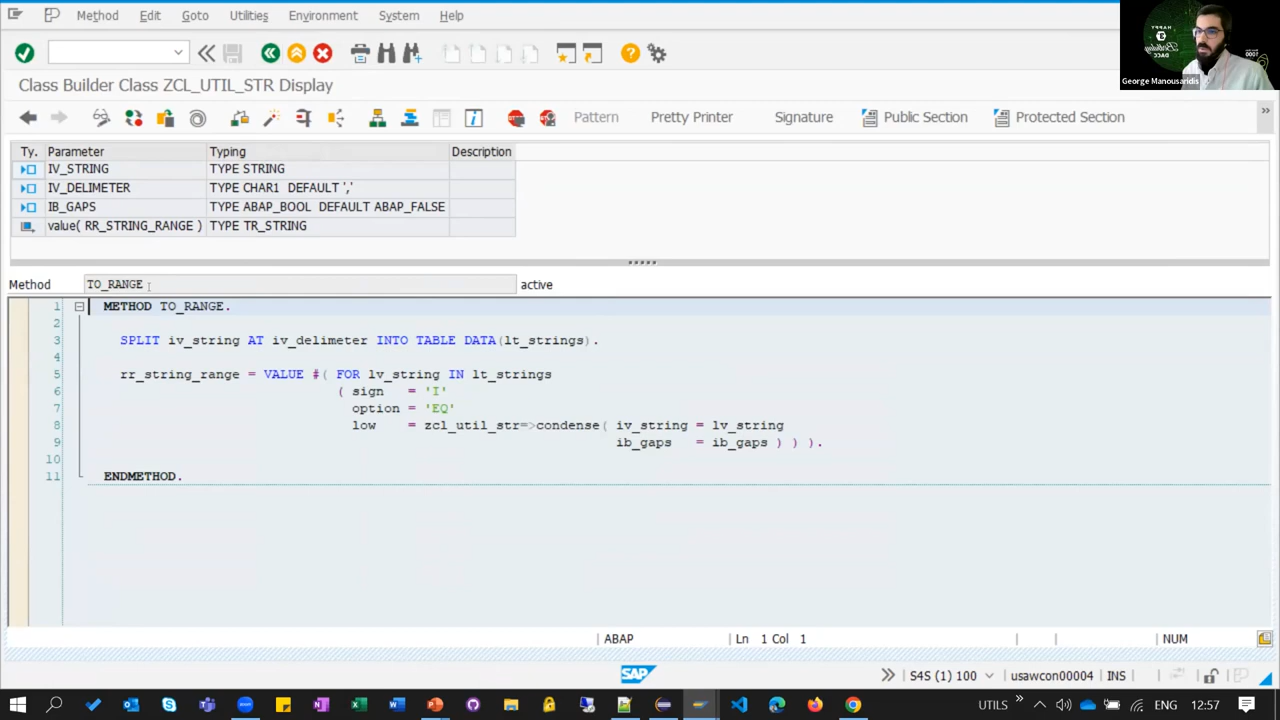 Method Edit Goto Utilities Environment System Help
HAPPY
Birthday
DACC
1000
George Manousaridis
Class Builder Class ZCL_UTIL_STR Display
Pattern Pretty Printer Signature Public Section Protected Section
Ty. Parameter Typing Description
IV_STRING TYPE STRING
IV_DELIMETER TYPE CHAR1 DEFAULT ','
IB_GAPS TYPE ABAP_BOOL DEFAULT ABAP_FALSE
value( RR_STRING_RANGE ) TYPE TR_STRING
Method TO_RANGE active
1 METHOD TO_RANGE.
2
3 SPLIT iv_string AT iv_delimeter INTO TABLE DATA(lt_strings).
4
5 rr_string_range = VALUE #( FOR lv_string IN lt_strings
6 ( sign = 'I'
7 option = 'EQ'
8 low = zcl_util_str=>condense( iv_string = lv_string
9 ib_gaps = ib_gaps ) ) ).
10
11 ENDMETHOD.
ABAP Ln 1 Col 1 NUM
SAP S4S (1) 100 usawcon00004 INS
UTILS ENG 12:57